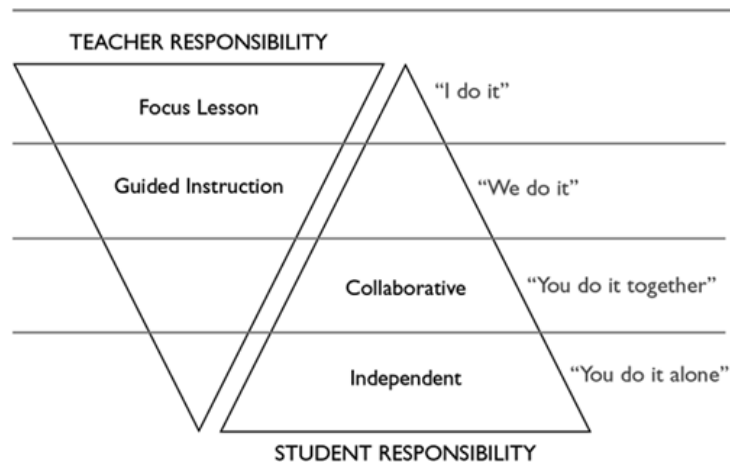 TEACHER RESPONSIBILITY
Focus Lesson
“I do it”
Guided Instruction
“We do it”
Collaborative
“You do it together”
Independent
“You do it alone”
STUDENT RESPONSIBILITY